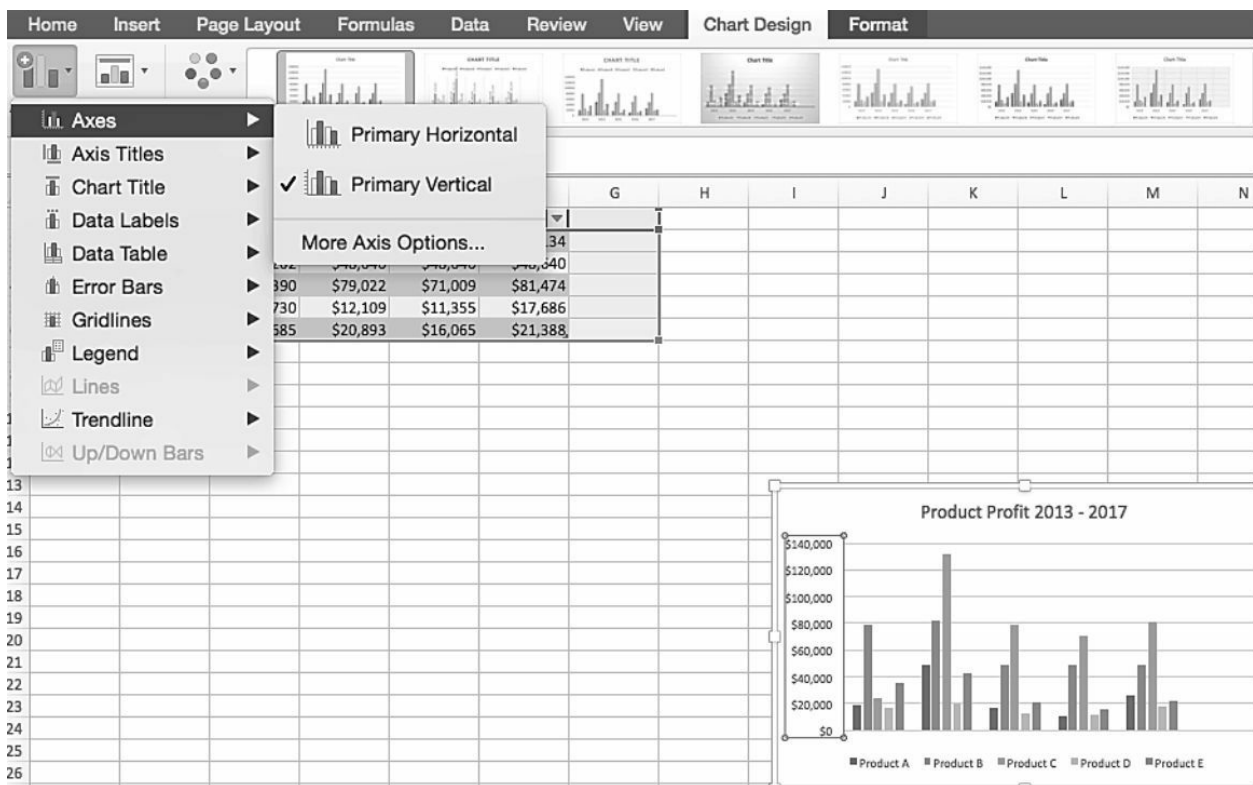 Home Insert Page Layout Formulas Data Review View Chart Design Format
Axes
Axis Titles
Chart Title
Data Labels
Data Table
Error Bars
Gridlines
Legend
Lines
Trendline
Up/Down Bars
Primary Horizontal
Primary Vertical
More Axis Options...
G H I J K L M N
34
$79,022 $71,009 $81,474
730 $12,109 $11,355 $17,686
685 $20,893 $16,065 $21,388
13
14
15
16
17
18
19
20
21
22
23
24
25
26
Product Profit 2013 - 2017
$140,000
$120,000
$100,000
$80,000
$60,000
$40,000
$20,000
$0
Product A Product B Product C Product D Product E